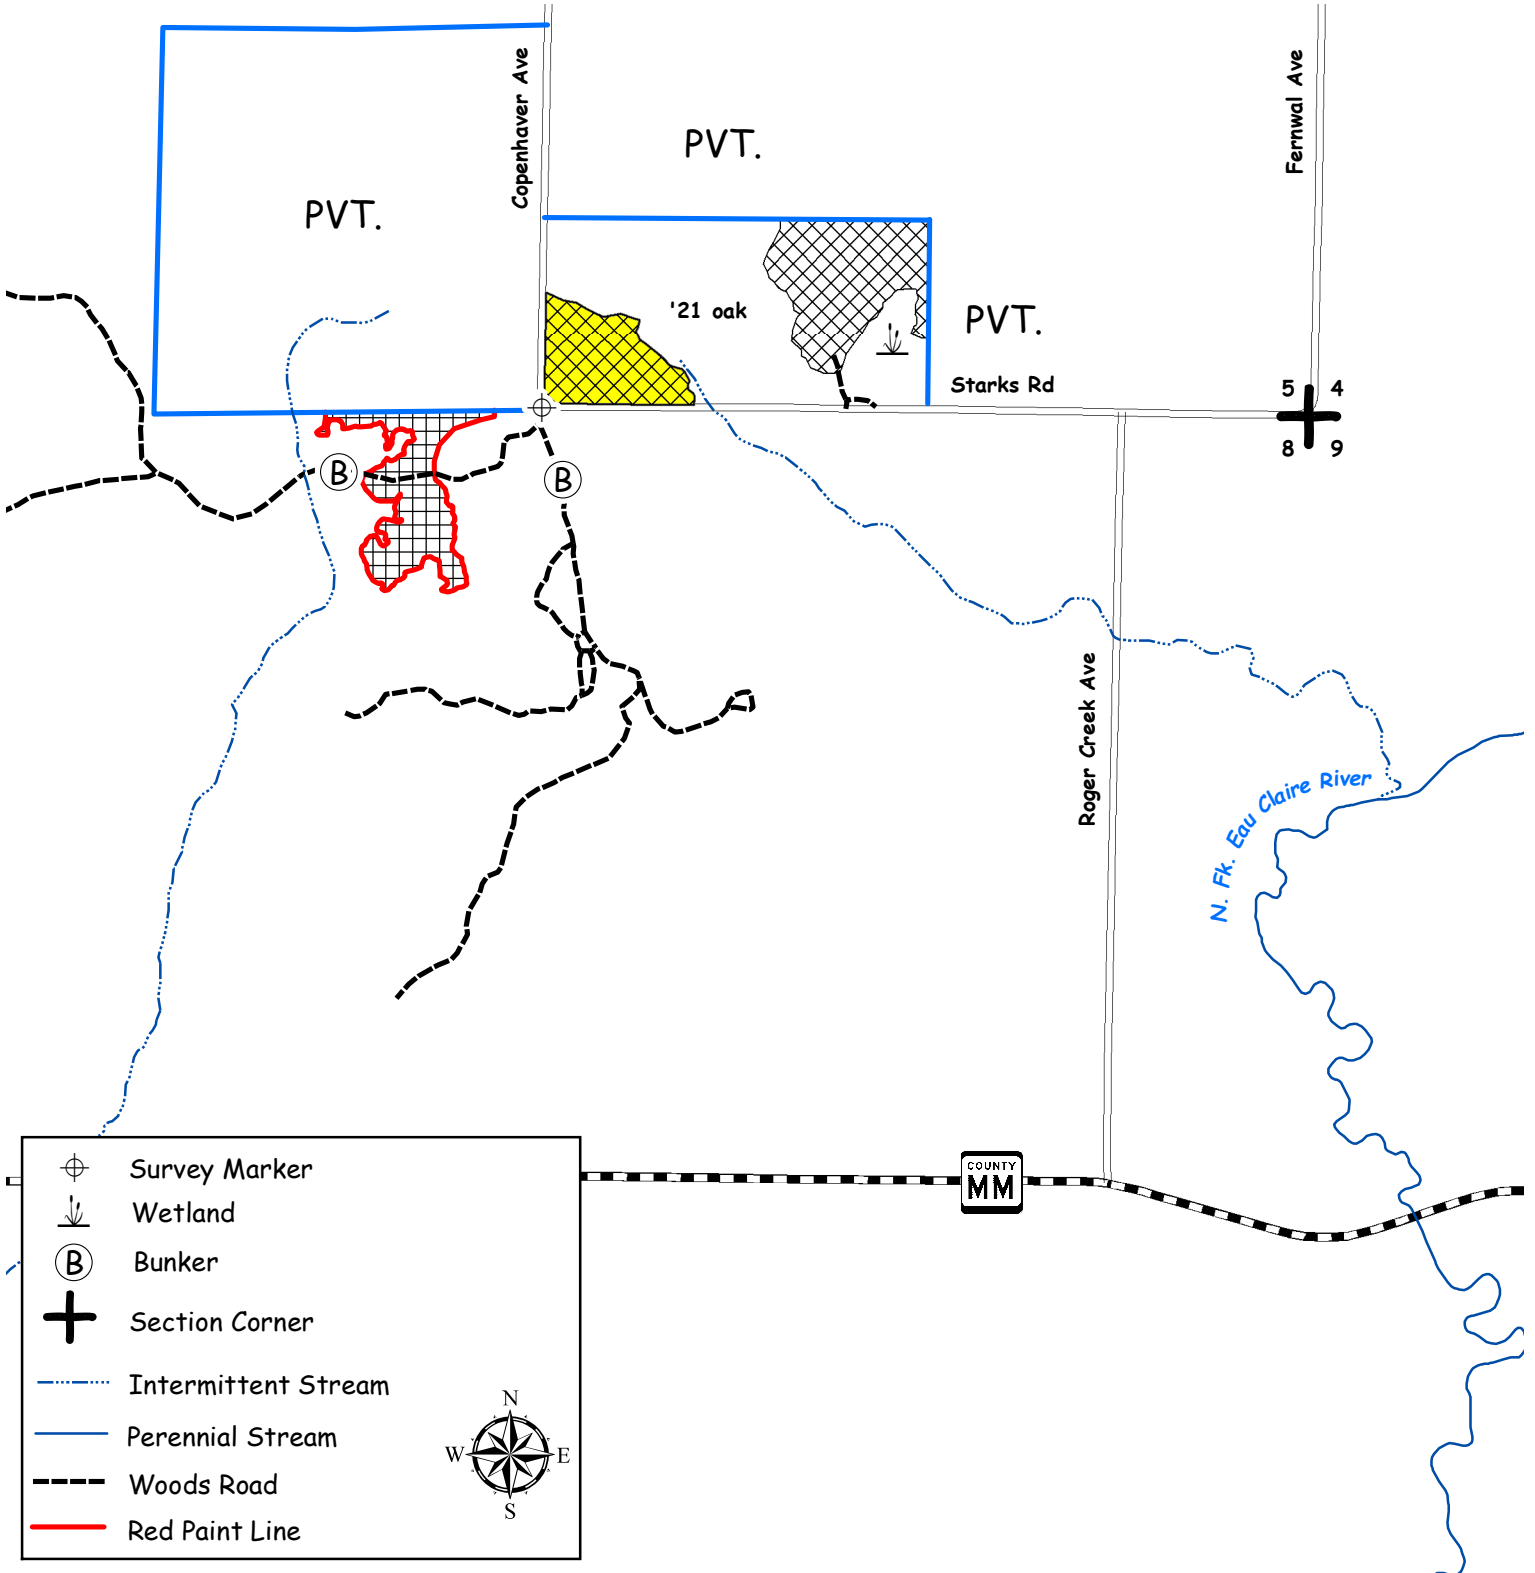 Copenhaver Ave
Fernwal Ave
PVT.
PVT.
'21 oak
PVT.
Starks Rd
5 4
8 9
B
B
Roger Creek Ave
N. Fk. Eau Claire River
COUNTY
MM
Survey Marker
Wetland
B Bunker
Section Corner
Intermittent Stream
Perennial Stream
Woods Road
Red Paint Line
N
W E
S